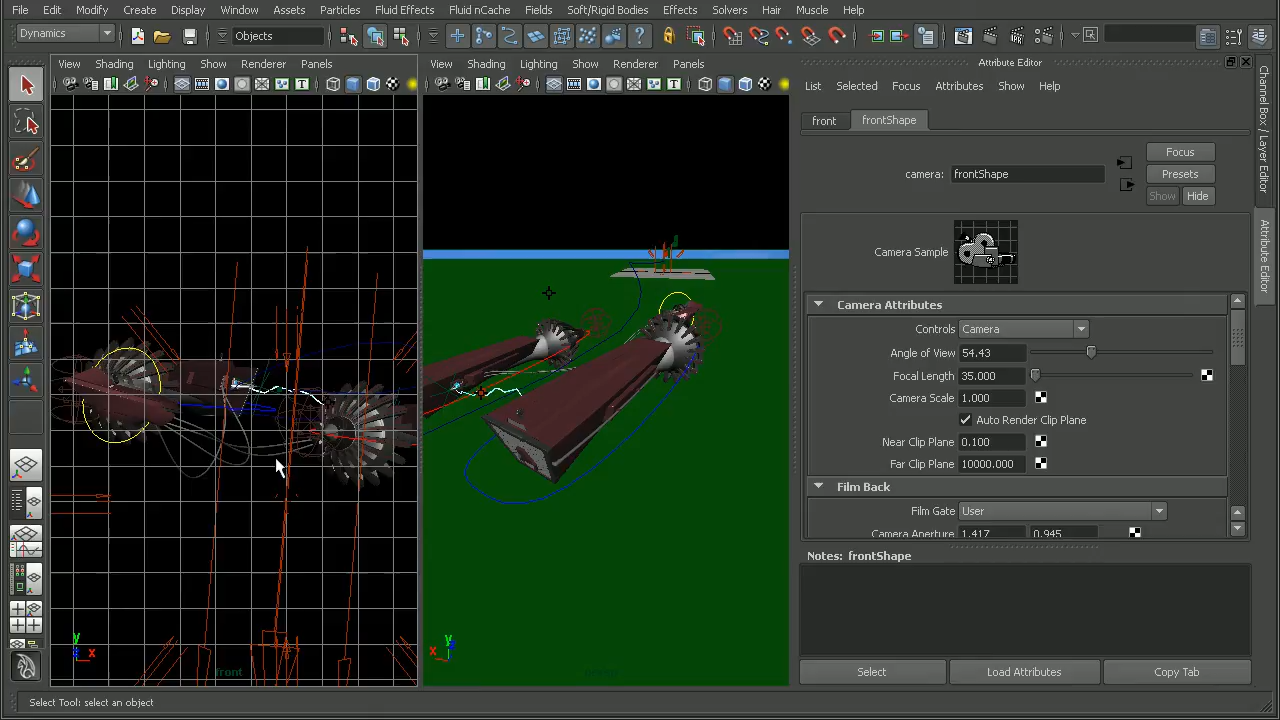 File Edit Modify Create Display Window Assets Particles Fluid Effects Fluid nCache Fields Soft/Rigid Bodies Effects Solvers Hair Muscle Help
Dynamics
Objects
View Shading Lighting Show Renderer Panels
View Shading Lighting Show Renderer Panels
Attribute Editor
List Selected Focus Attributes Show Help
front frontShape
camera: frontShape
Focus
Presets
Show Hide
Camera Sample
Camera Attributes
Controls Camera
Angle of View 54.43
Focal Length 35.000
Camera Scale 1.000
Auto Render Clip Plane
Near Clip Plane 0.100
Far Clip Plane 10000.000
Film Back
Film Gate User
Camera Aperture 1.417 0.945
Notes: frontShape
Select Load Attributes Copy Tab
Channel Box / Layer Editor
Attribute Editor
y
z x
front
y
x z
Select Tool: select an object